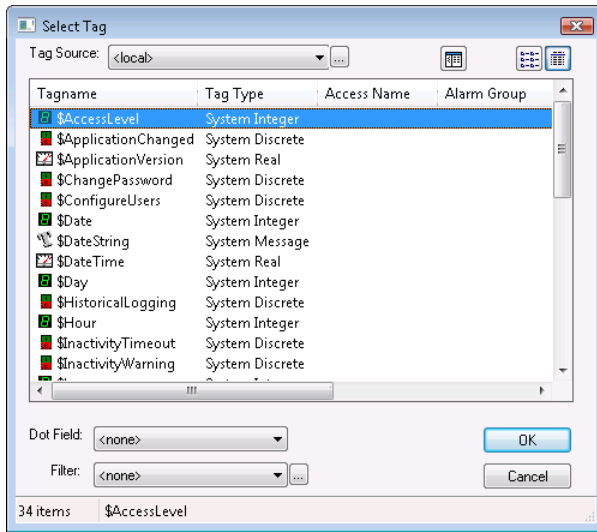 Select Tag
Tag Source: <local> ...
Tagname Tag Type Access Name Alarm Group
$AccessLevel System Integer
$ApplicationChanged System Discrete
$ApplicationVersion System Real
$ChangePassword System Discrete
$ConfigureUsers System Discrete
$Date System Integer
$DateString System Message
$DateTime System Real
$Day System Integer
$HistoricalLogging System Discrete
$Hour System Integer
$InactivityTimeout System Discrete
$InactivityWarning System Discrete
Dot Field: <none> OK
Filter: <none> ... Cancel
34 items $AccessLevel